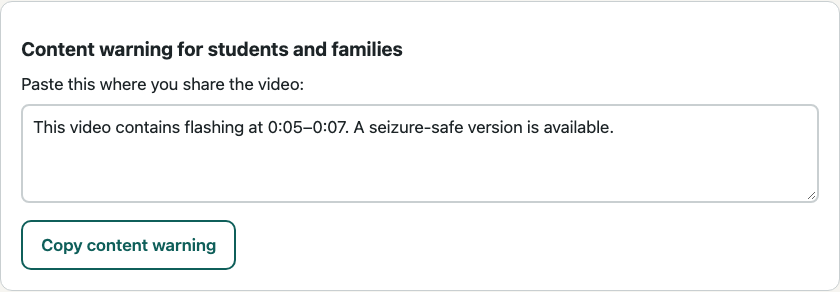 Content warning for students and families
Paste this where you share the video:
This video contains flashing at 0:05–0:07. A seizure-safe version is available.
Copy content warning